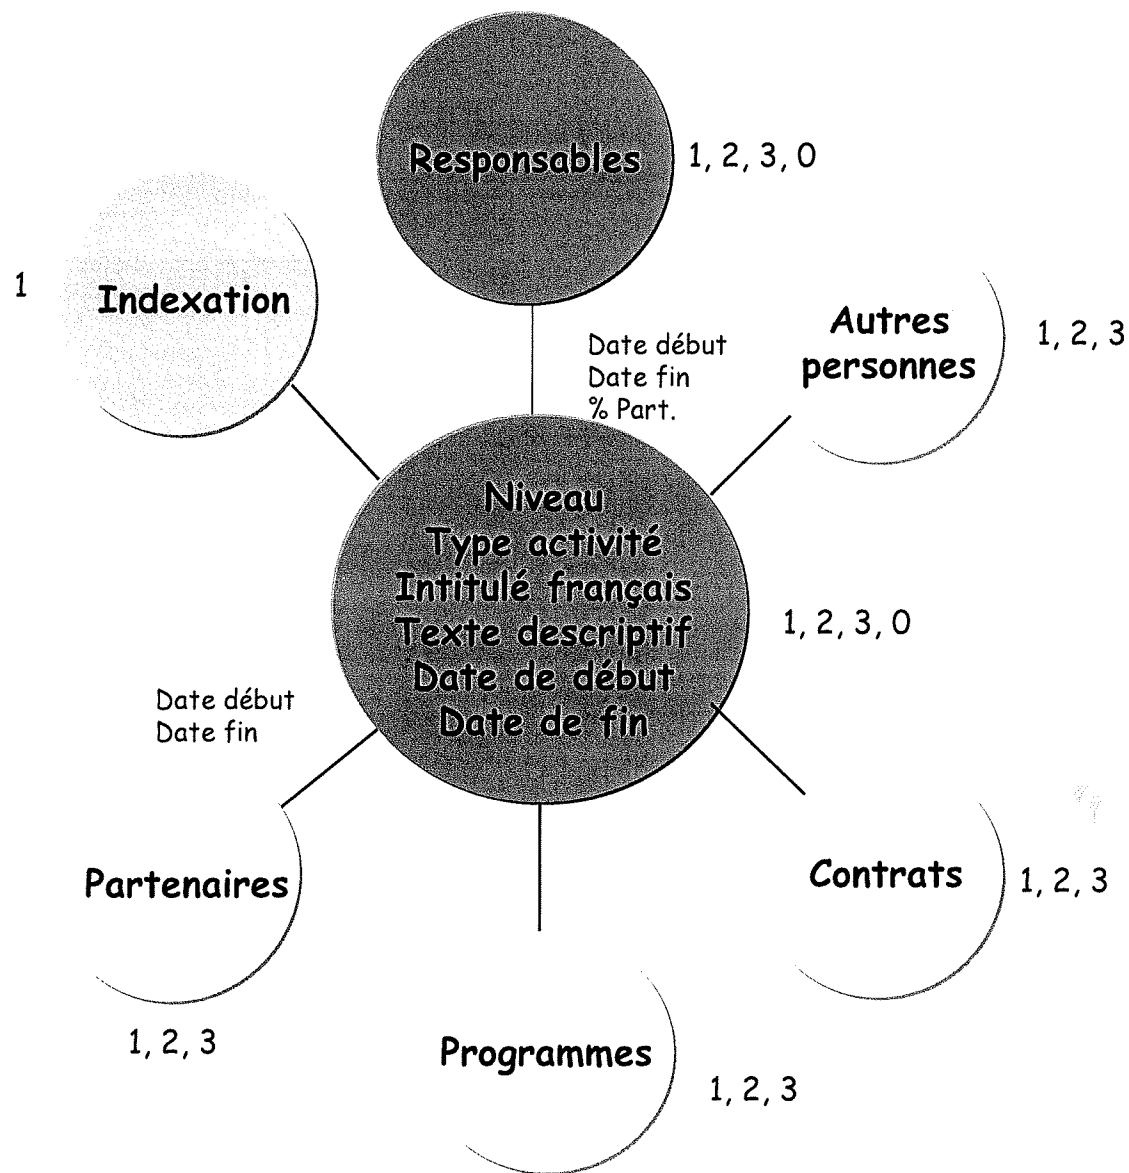 Responsables
1, 2, 3, 0
1
Indexation
Autres
personnes
1, 2, 3
Date début
Date fin
% Part.
Niveau
Type activité
Intitulé français
Texte descriptif
Date de début
Date de fin
1, 2, 3, 0
Date début
Date fin
Partenaires
1, 2, 3
Contrats
1, 2, 3
Programmes
1, 2, 3